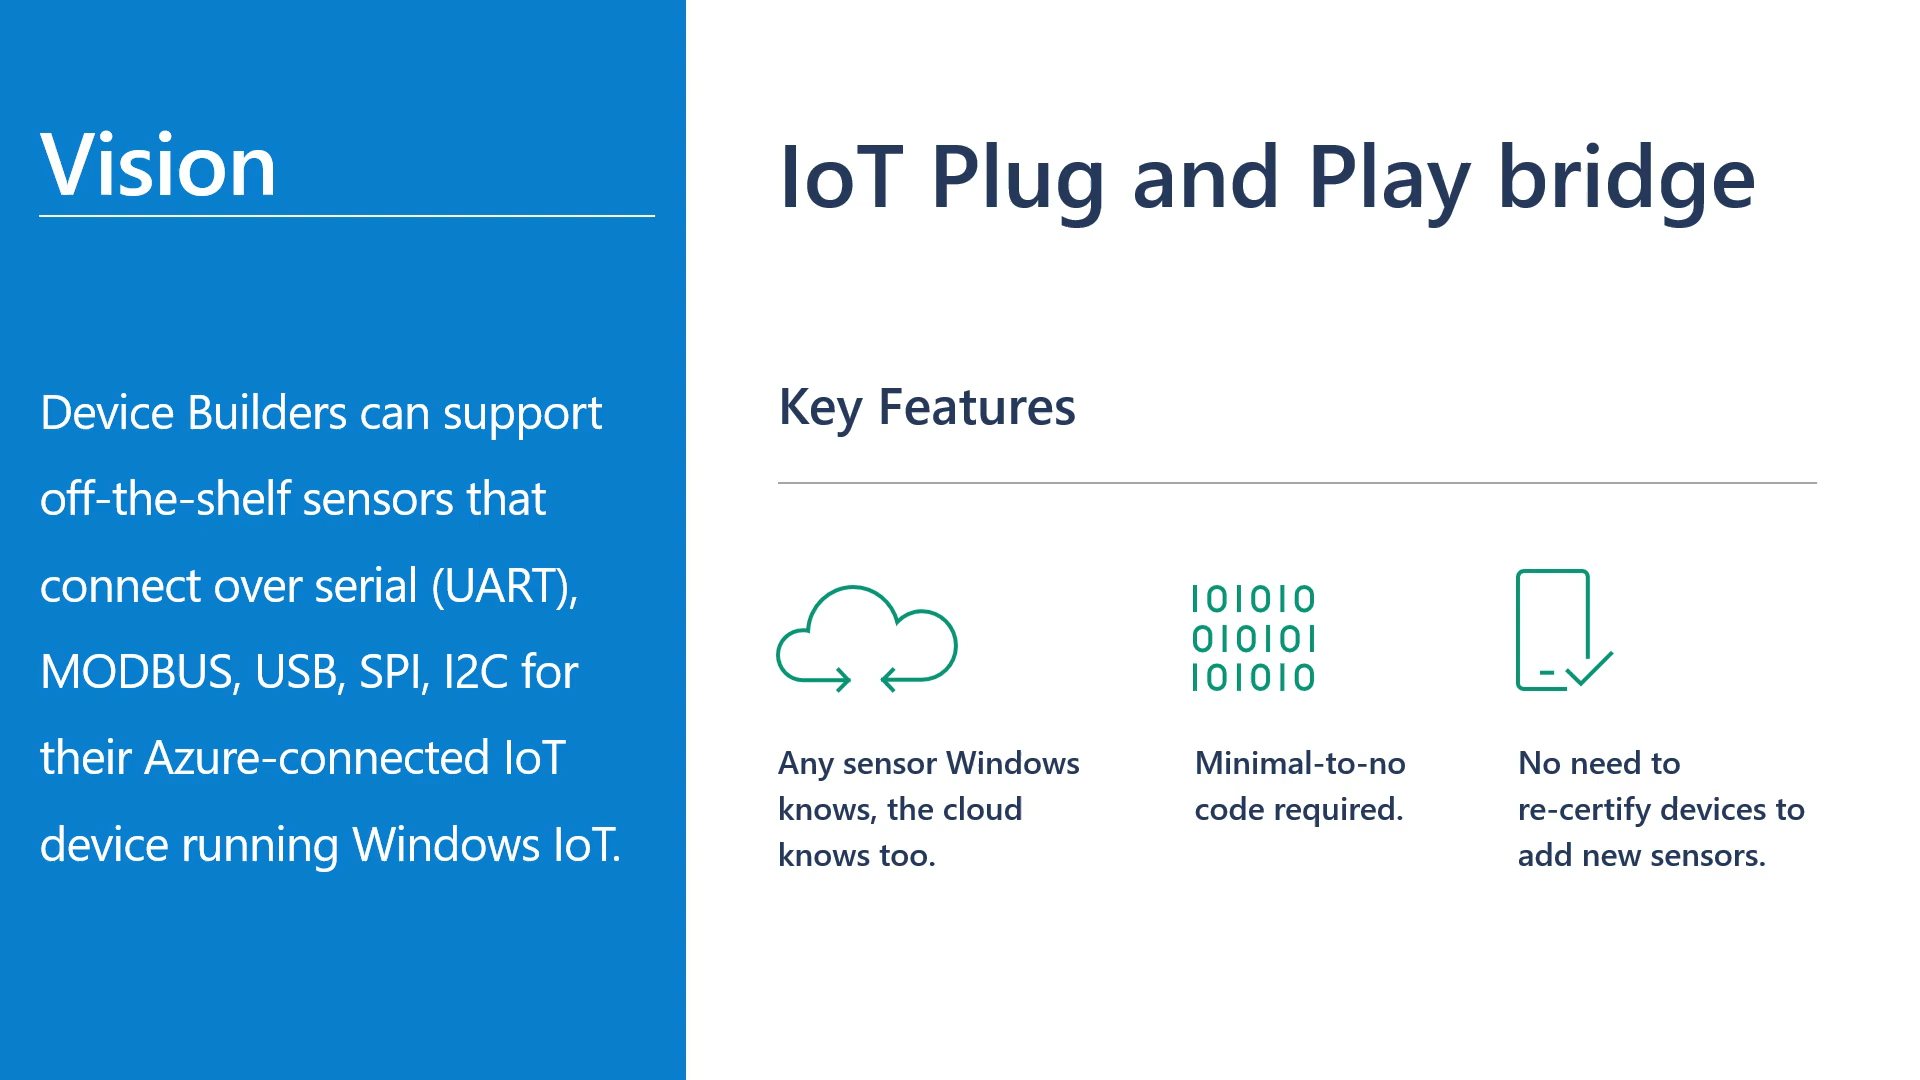 Vision
Device Builders can support
off-the-shelf sensors that
connect over serial (UART),
MODBUS, USB, SPI, I2C for
their Azure-connected IoT
device running Windows IoT.
IoT Plug and Play bridge
Key Features
101010
010101
101010
Any sensor Windows
knows, the cloud
knows too.
Minimal-to-no
code required.
No need to
re-certify devices to
add new sensors.